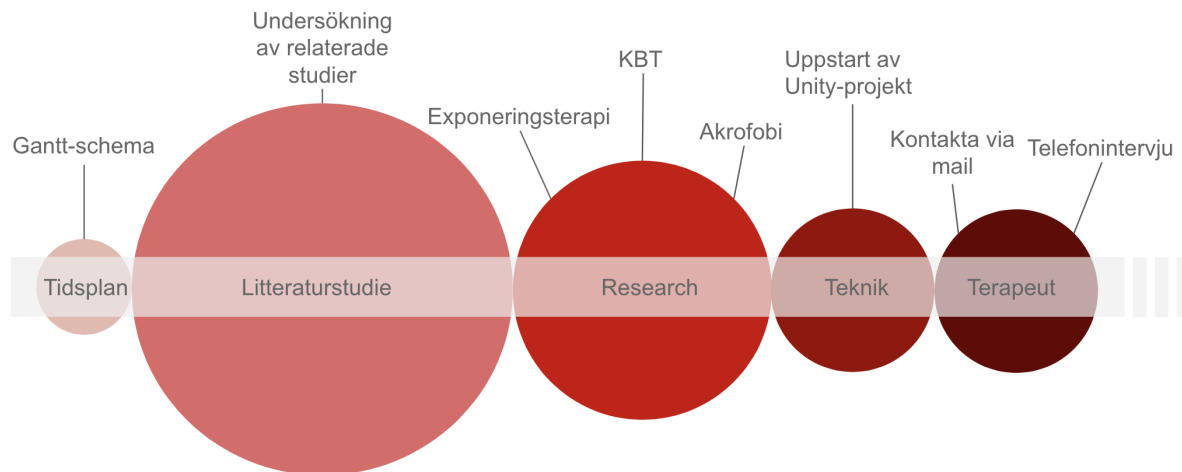 Undersökning
av relaterade
studier
Gantt-schema
Exponeringsterapi
KBT
Akrofobi
Uppstart av
Unity-projekt
Kontakta via
mail
Telefonintervju
Tidsplan
Litteraturstudie
Research
Teknik
Terapeut